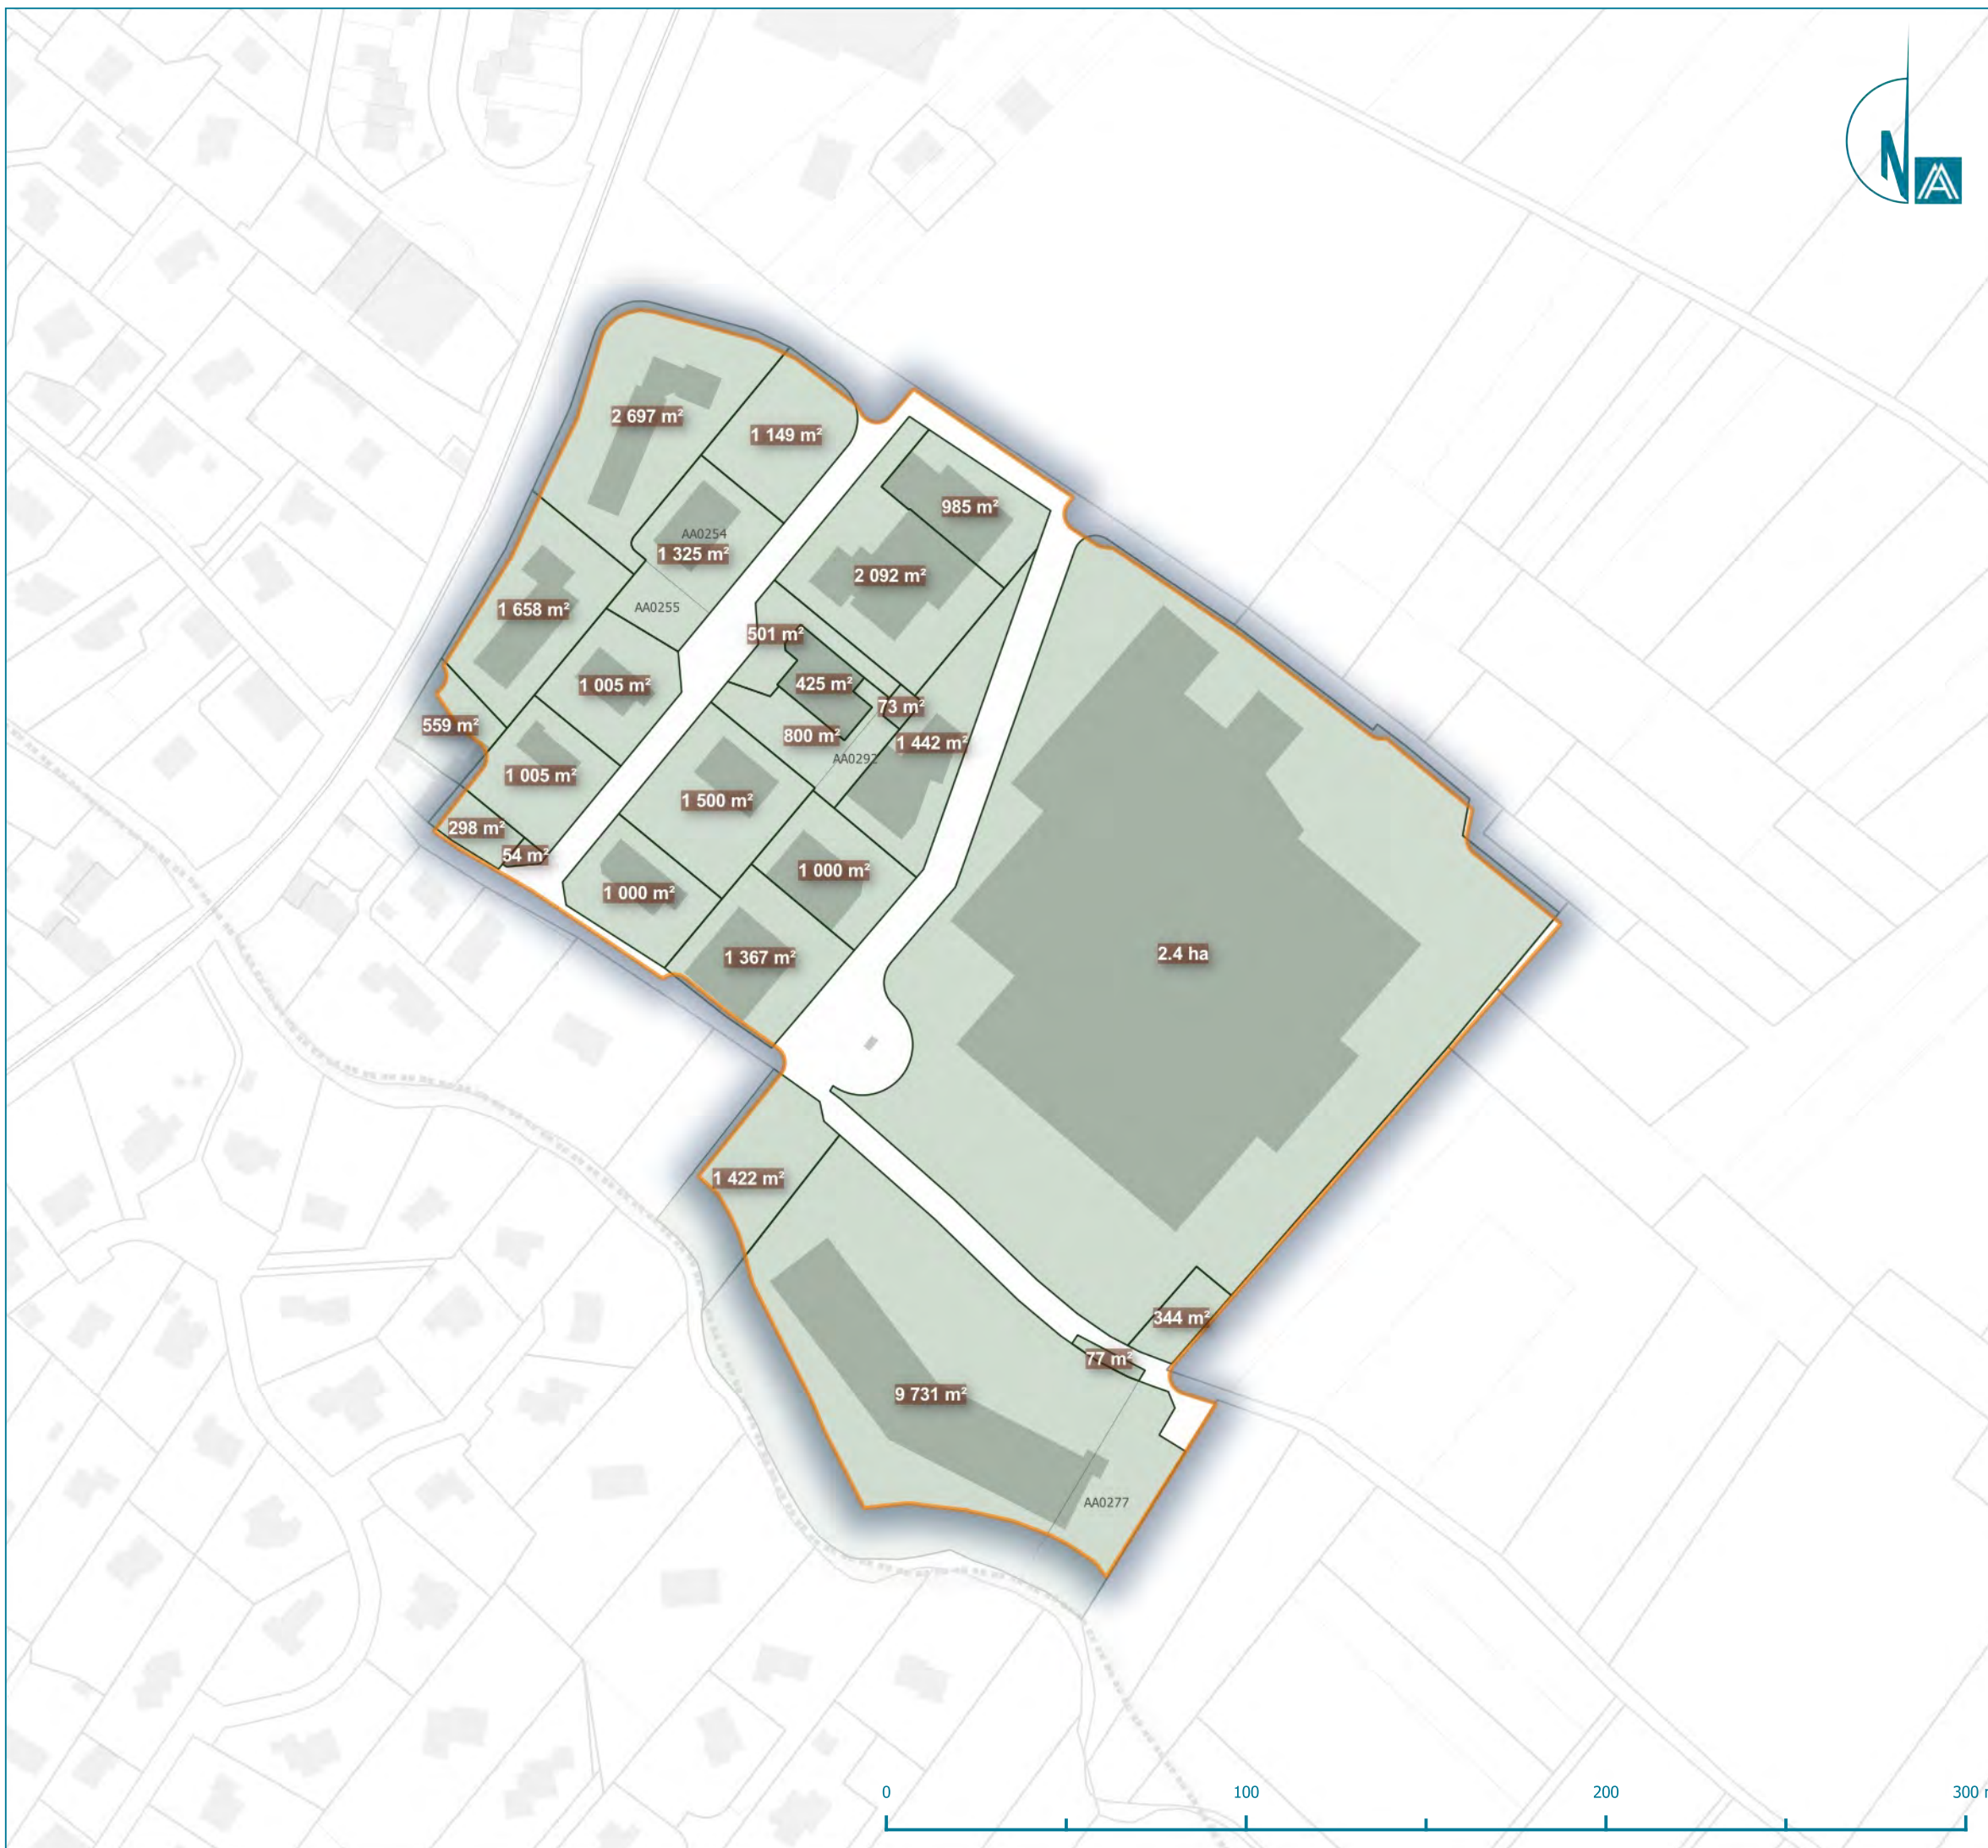 N
2 697 m²
1 149 m²
985 m²
AA0254
1 325 m²
2 092 m²
1 658 m²
AA0255
501 m²
1 005 m²
425 m²
73 m²
559 m²
800 m²
1 442 m²
AA0292
1 005 m²
1 500 m²
298 m²
54 m²
1 000 m²
1 000 m²
1 367 m²
2.4 ha
1 422 m²
344 m²
77 m²
9 731 m²
AA0277
0 100 200 300